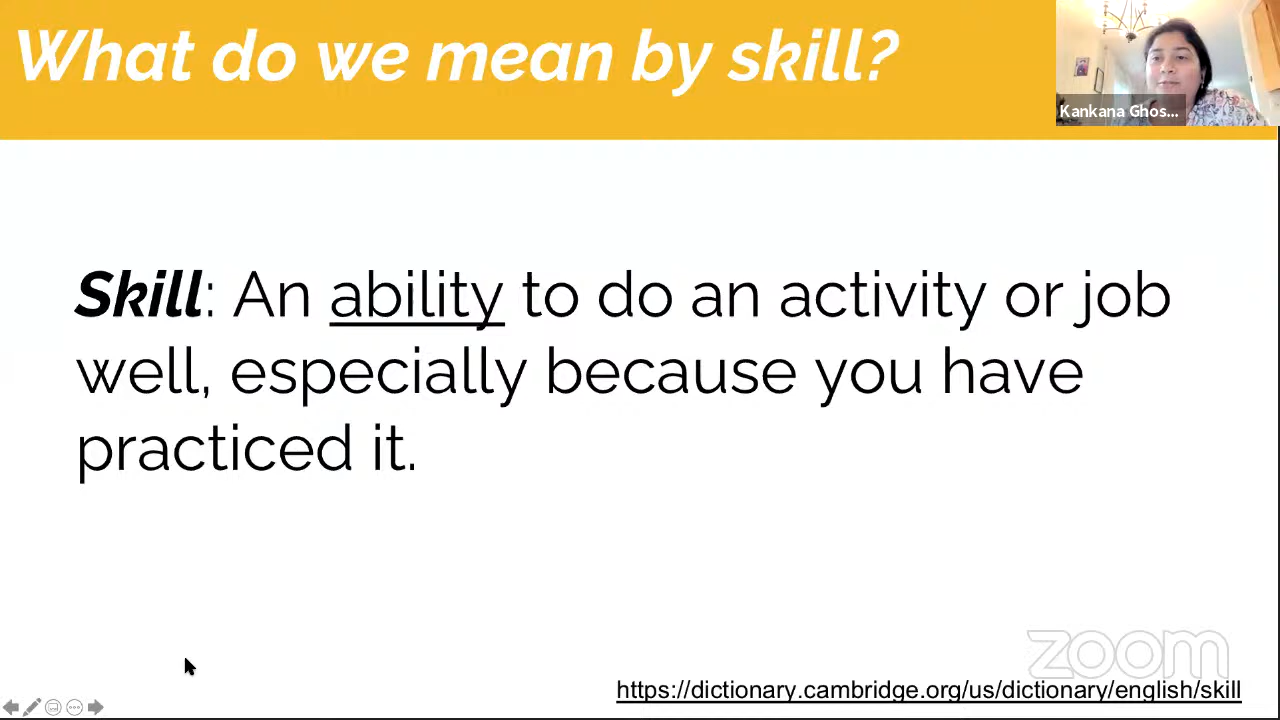 What do we mean by skill?
Kankana Ghos...
Skill: An ability to do an activity or job
well, especially because you have
practiced it.
zoom
https://dictionary.cambridge.org/us/dictionary/english/skill